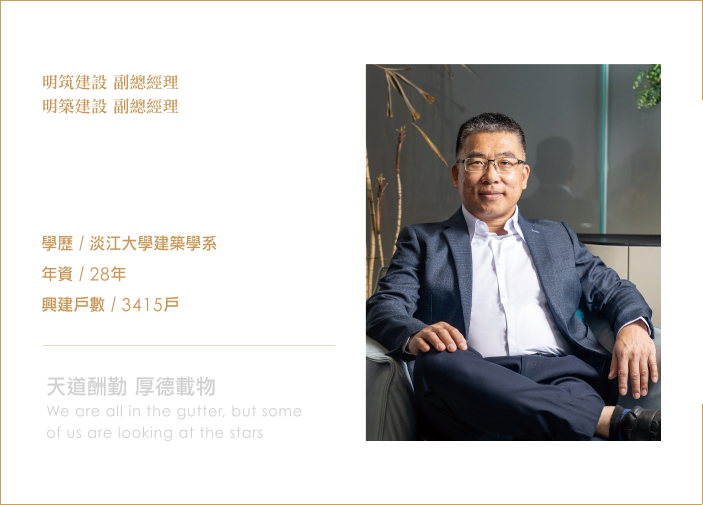 明筑建設 副總經理
明築建設 副總經理
學歷 / 淡江大學建築學系
年資 / 28年
興建戶數 / 3415戶
天道酬勤 厚德載物
We are all in the gutter, but some
of us are looking at the stars